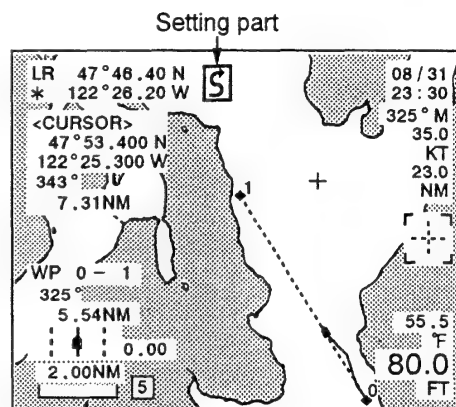 Setting part
LR 47°46.40 N
* 122°26.20 W
<CURSOR>
47°53.400 N
122°25.300 W
343°
7.31NM
S
08/31
23:30
325°M
35.0
KT
23.0
NM
1
WP 0 - 1
325°
5.54NM
0.00
2.00NM
5
55.5
°F
80.0
FT
0